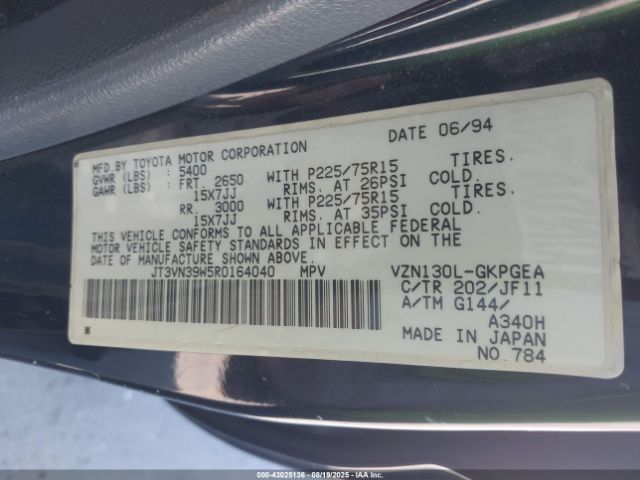 DATE 06/94
MFD BY TOYOTA MOTOR CORPORATION
GVWR (LBS) : 5400
GAWR (LBS) : FRT. 2650 WITH P225/75R15 TIRES.
15X7JJ RIMS. AT 26PSI COLD.
RR. 3000 WITH P225/75R15 TIRES.
15X7JJ RIMS. AT 35PSI COLD.
THIS VEHICLE CONFORMS TO ALL APPLICABLE FEDERAL
MOTOR VEHICLE SAFETY STANDARDS IN EFFECT ON THE
DATE OF MANUFACTURE SHOWN ABOVE.
JT3VN39W5R0164040 MPV VZN130L-GKPGEA
C/TR 202/JF11
A/TM G144/
A340H
MADE IN JAPAN
NO.784
© Stock No: 43025136 - 08/19/2025 - IAA Inc.